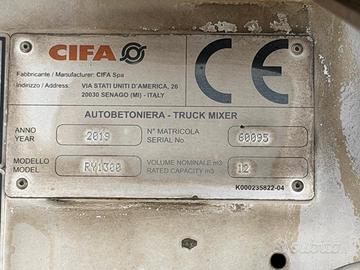 CIFA
CE
Fabbricante / Manufacturer: CIFA Spa
Indirizzo / Address:
VIA STATI UNITI D'AMERICA, 26
20030 SENAGO (MI) - ITALY
AUTOBETONIERA - TRUCK MIXER
ANNO
YEAR
2019
N° MATRICOLA
SERIAL No
60095
MODELLO
MODEL
RY1300
VOLUME NOMINALE m3
RATED CAPACITY m3
12
K000235822-04
subito